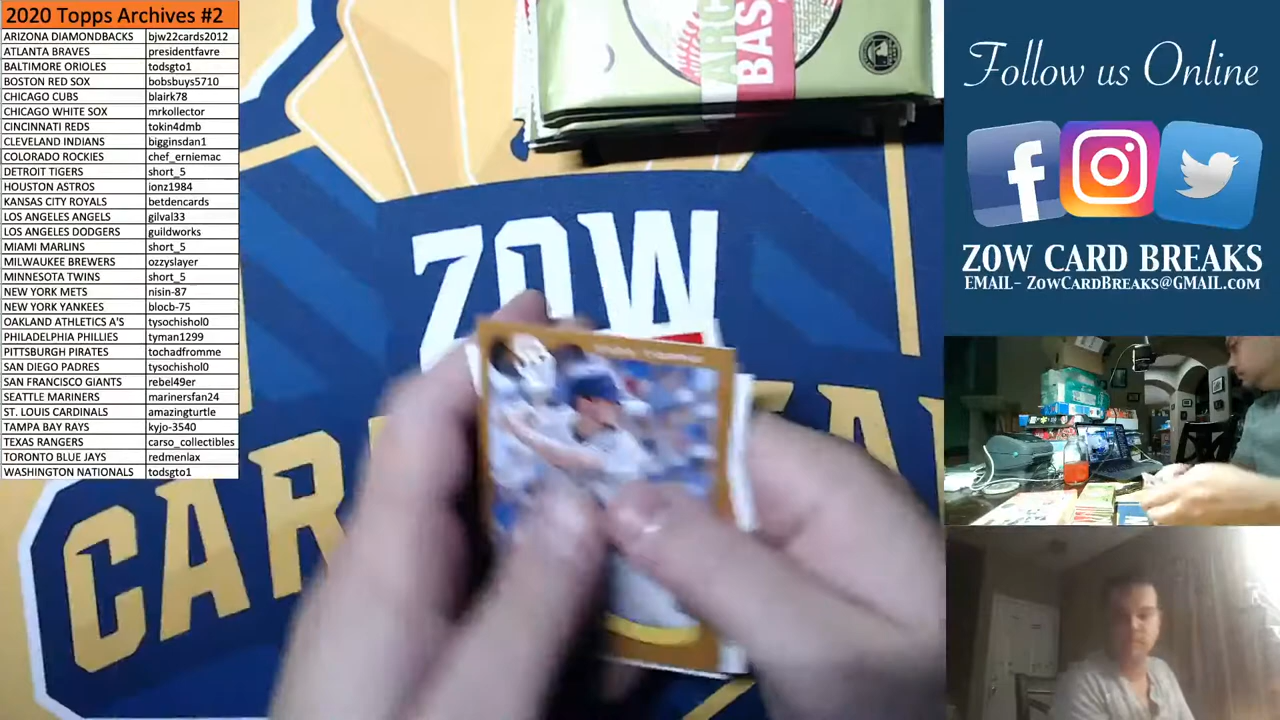 2020 Topps Archives #2
ARIZONA DIAMONDBACKS bjw22cards2012
ATLANTA BRAVES presidentfavre
BALTIMORE ORIOLES todsgto1
BOSTON RED SOX bobsbuys5710
CHICAGO CUBS blairk78
CHICAGO WHITE SOX mrkollector
CINCINNATI REDS tokin4dmb
CLEVELAND INDIANS bigginsdan1
COLORADO ROCKIES chef_erniemac
DETROIT TIGERS short_5
HOUSTON ASTROS ionz1984
KANSAS CITY ROYALS betdencards
LOS ANGELES ANGELS gilval33
LOS ANGELES DODGERS guildworks
MIAMI MARLINS short_5
MILWAUKEE BREWERS ozzyslayer
MINNESOTA TWINS short_5
NEW YORK METS nisin-87
NEW YORK YANKEES blocb-75
OAKLAND ATHLETICS A'S tysochishol0
PHILADELPHIA PHILLIES tyman1299
PITTSBURGH PIRATES tochadfromme
SAN DIEGO PADRES tysochishol0
SAN FRANCISCO GIANTS rebel49er
SEATTLE MARINERS marinersfan24
ST. LOUIS CARDINALS amazingturtle
TAMPA BAY RAYS kyjo-3540
TEXAS RANGERS carso_collectibles
TORONTO BLUE JAYS redmenlax
WASHINGTON NATIONALS todsgto1
ARC
BAS
ZOW
CAR
Follow us Online
ZOW CARD BREAKS
EMAIL- ZowCardBreaks@GMAIL.com